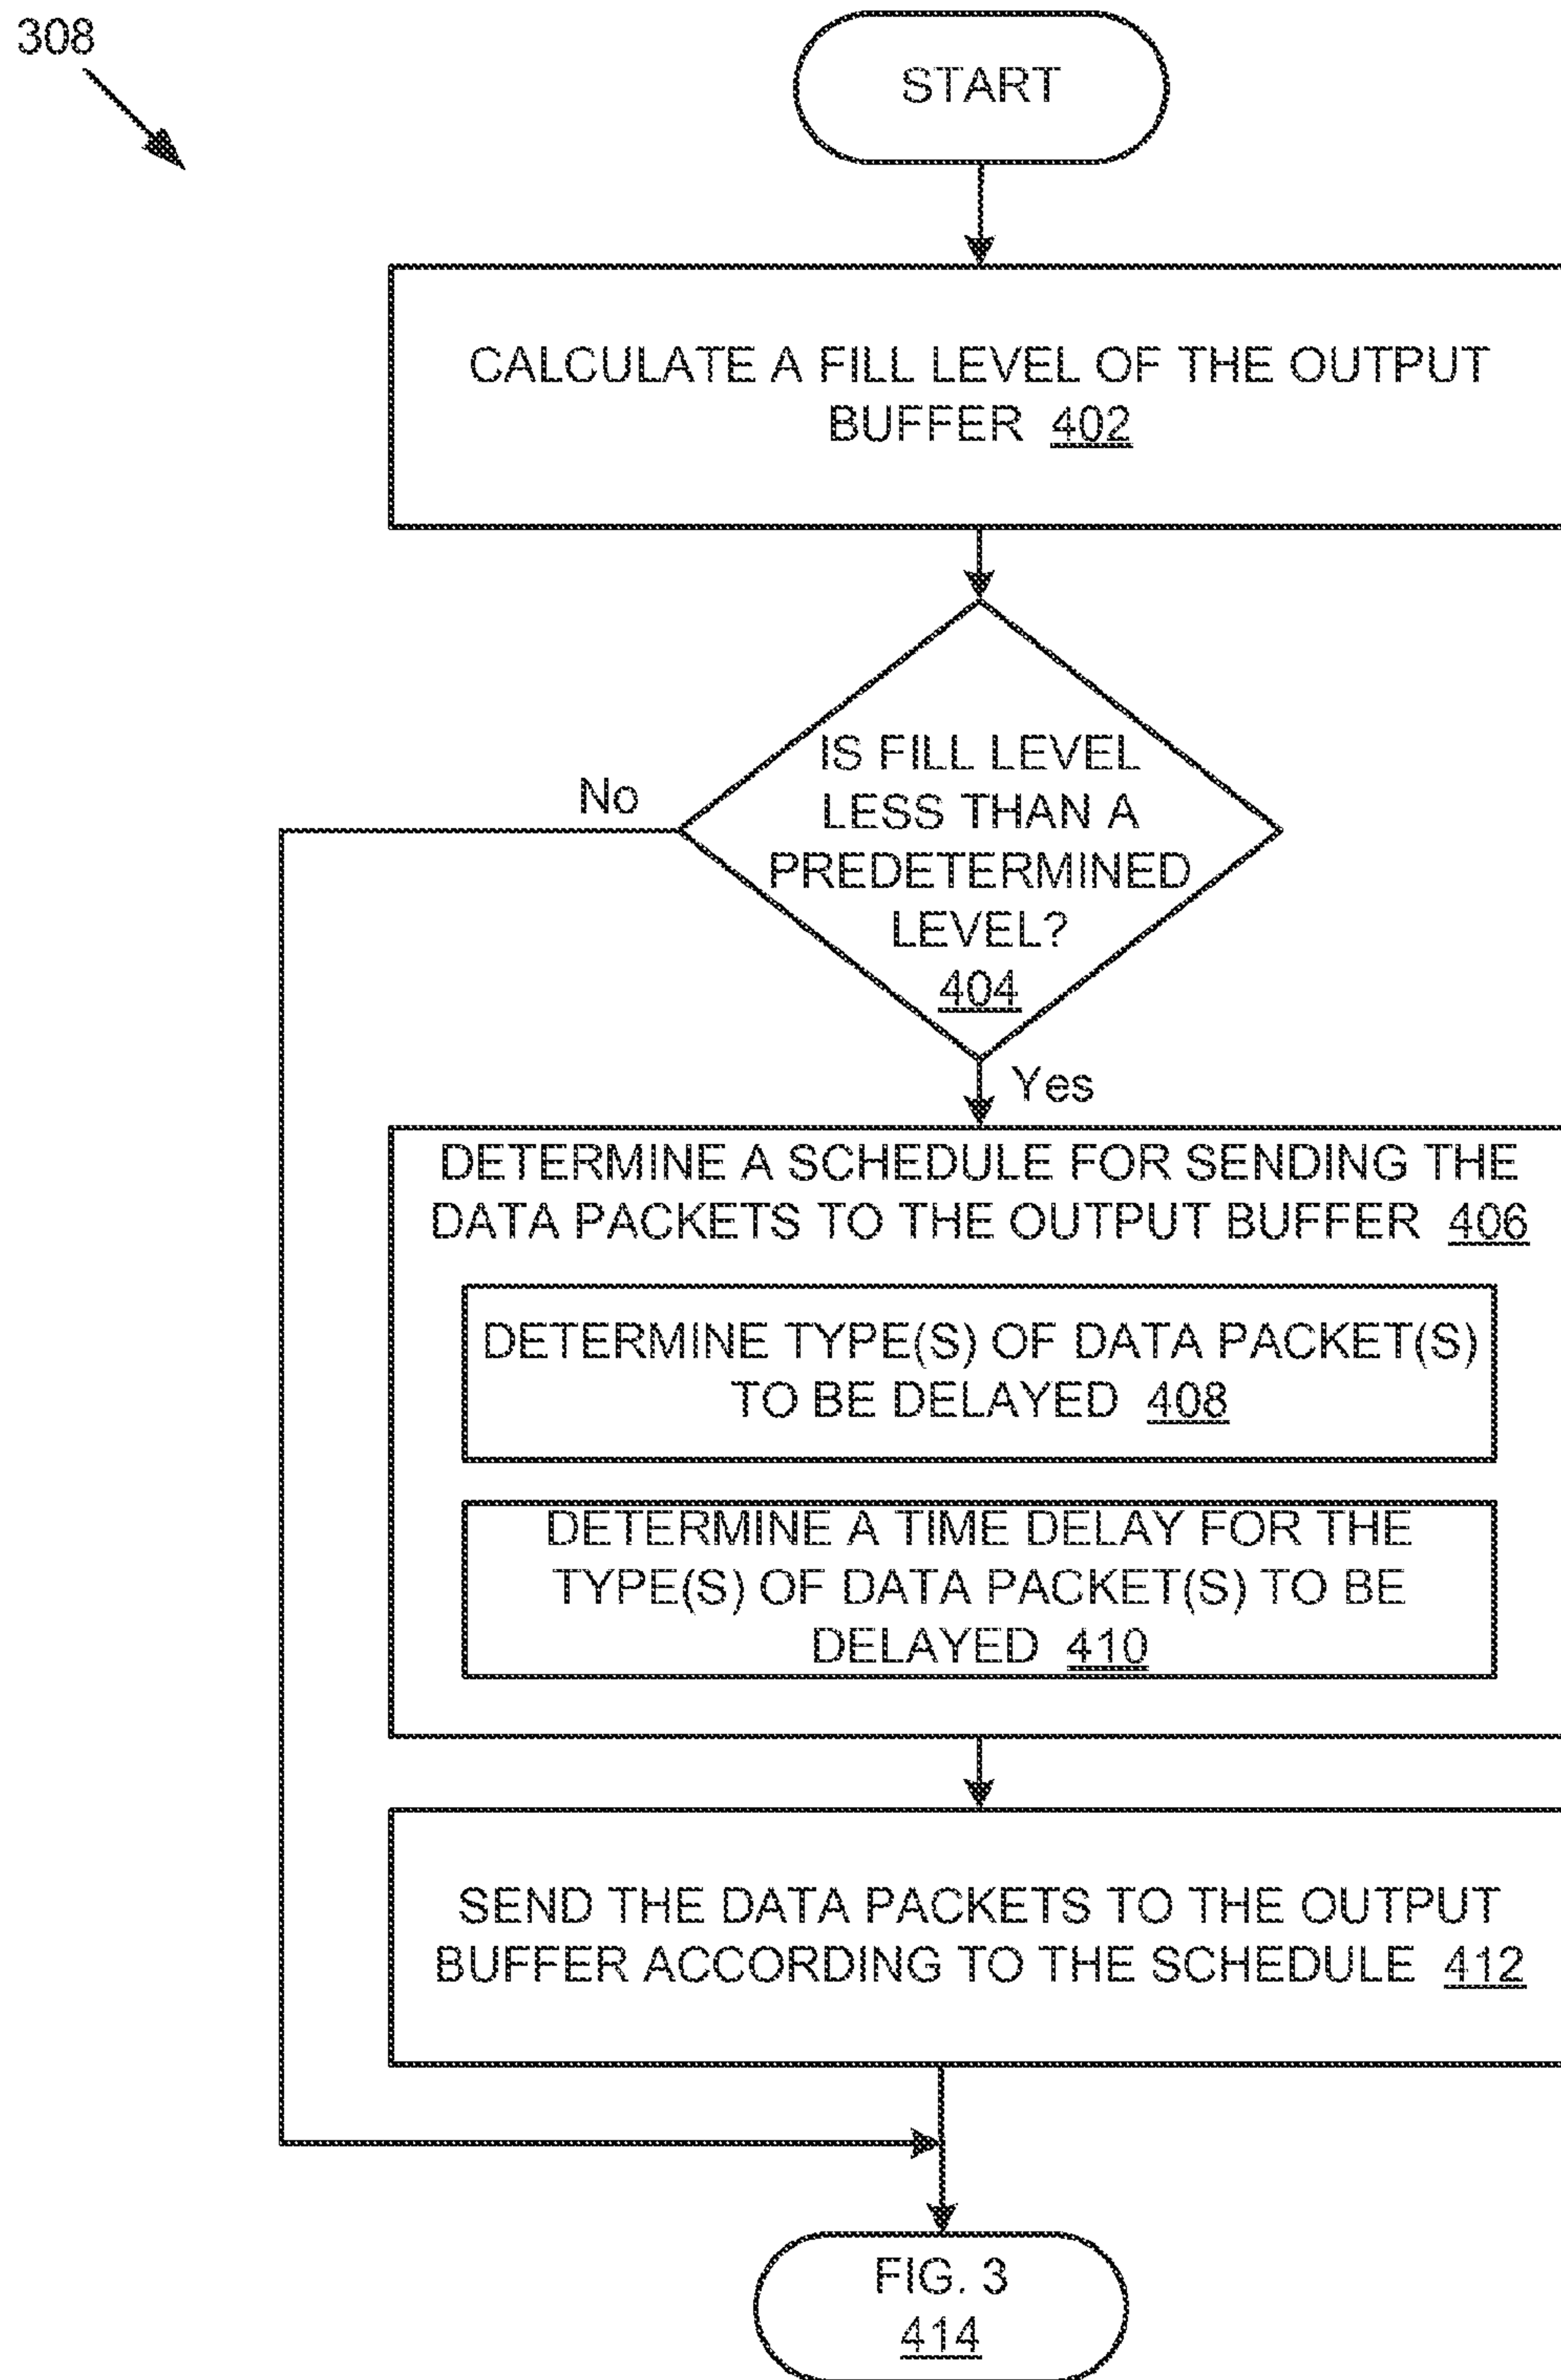 308
START
CALCULATE A FILL LEVEL OF THE OUTPUT
BUFFER 402
IS FILL LEVEL
LESS THAN A
PREDETERMINED
LEVEL?
404
No
Yes
DETERMINE A SCHEDULE FOR SENDING THE
DATA PACKETS TO THE OUTPUT BUFFER 406
DETERMINE TYPE(S) OF DATA PACKET(S)
TO BE DELAYED 408
DETERMINE A TIME DELAY FOR THE
TYPE(S) OF DATA PACKET(S) TO BE
DELAYED 410
SEND THE DATA PACKETS TO THE OUTPUT
BUFFER ACCORDING TO THE SCHEDULE 412
FIG. 3
414